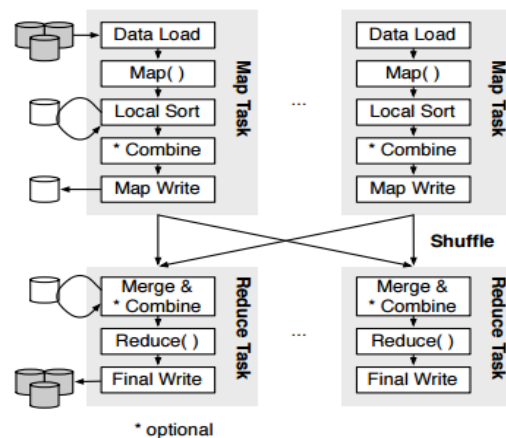 Data Load
Map( )
Local Sort
* Combine
Map Write
Map Task
...
Data Load
Map( )
Local Sort
* Combine
Map Write
Map Task
Shuffle
Merge &
* Combine
Reduce( )
Final Write
Reduce Task
...
Merge &
* Combine
Reduce( )
Final Write
Reduce Task
* optional